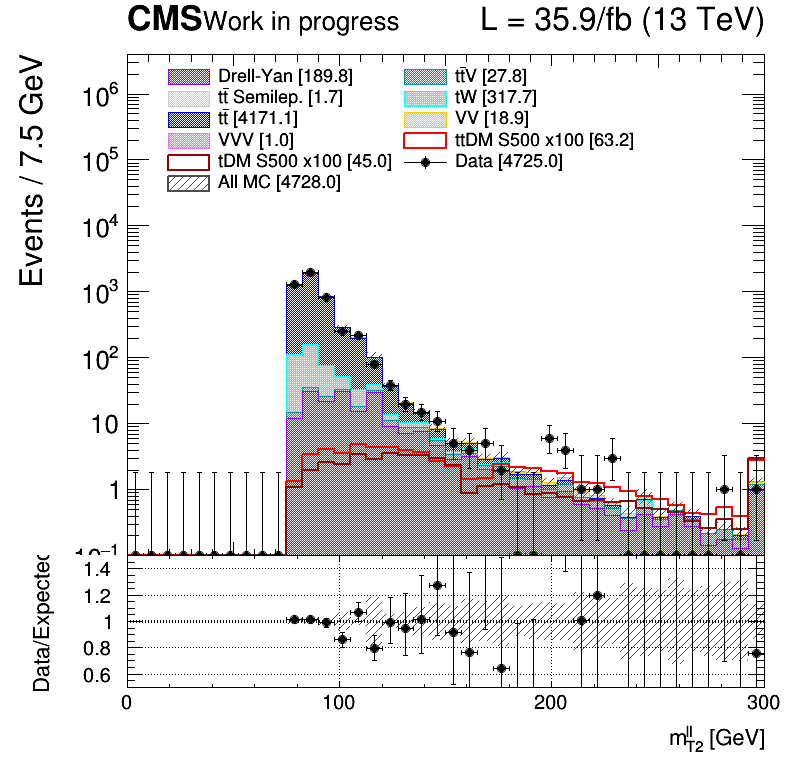 CMS Work in progress L = 35.9/fb (13 TeV)
Events / 7.5 GeV
Drell-Yan [189.8] tt̄V [27.8]
tt̄ Semilep. [1.7] tW [317.7]
tt̄ [4171.1] VV [18.9]
VVV [1.0] ttDM S500 x100 [63.2]
tDM S500 x100 [45.0] Data [4725.0]
All MC [4728.0]
10⁶
10⁵
10⁴
10³
10²
10
1
10⁻¹
Data/Expected
1.4
1.2
1
0.8
0.6
0 100 200 300
m_{T2}^{ll} [GeV]